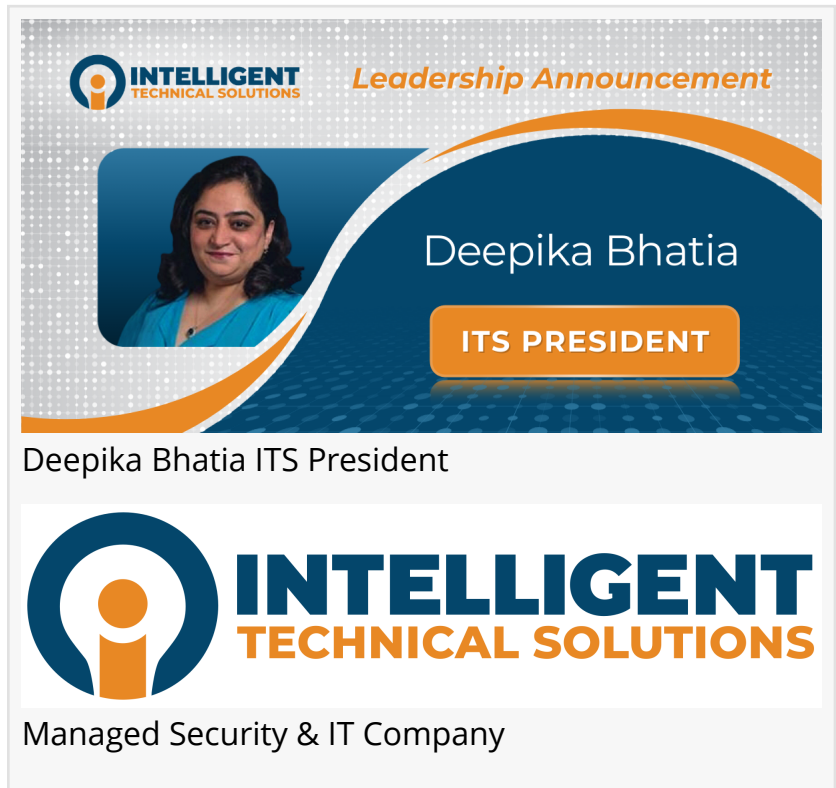 INTELLIGENT
TECHNICAL SOLUTIONS
Leadership Announcement
Deepika Bhatia
ITS PRESIDENT
Deepika Bhatia ITS President
INTELLIGENT
TECHNICAL SOLUTIONS
Managed Security & IT Company